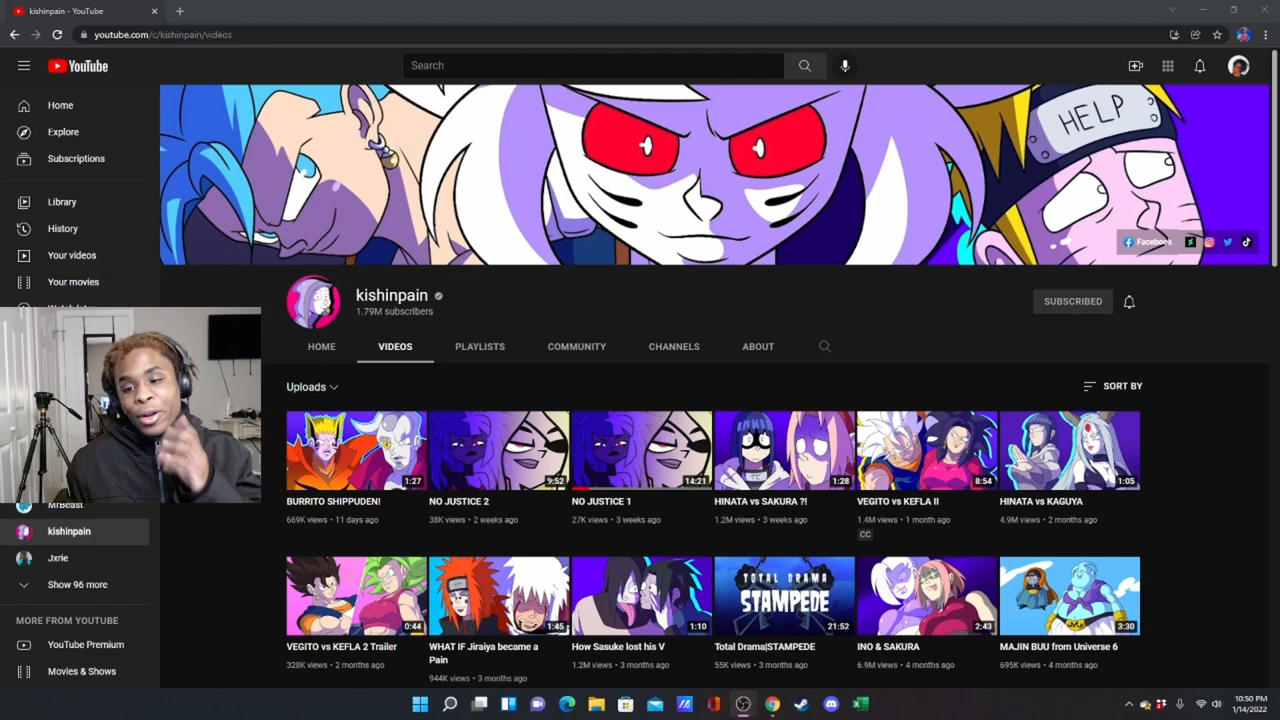 kishinpain - YouTube
youtube.com/c/kishinpain/videos
YouTube
Search
Home
Explore
Subscriptions
Library
History
Your videos
Your movies
HELP
Facebook
kishinpain
1.79M subscribers
SUBSCRIBED
HOME
VIDEOS
PLAYLISTS
COMMUNITY
CHANNELS
ABOUT
Uploads
SORT BY
1:27
9:52
14:21
1:28
8:54
1:05
BURRITO SHIPPUDEN!
NO JUSTICE 2
NO JUSTICE 1
HINATA vs SAKURA ?!
VEGITO vs KEFLA II
HINATA vs KAGUYA
669K views • 11 days ago
38K views • 2 weeks ago
27K views • 3 weeks ago
1.2M views • 3 weeks ago
1.4M views • 1 month ago
4.9M views • 2 months ago
CC
MrBeast
kishinpain
Jxrie
Show 96 more
MORE FROM YOUTUBE
YouTube Premium
Movies & Shows
TOTAL DRAMA
STAMPEDE
0:44
1:45
1:10
21:52
2:43
3:30
VEGITO vs KEFLA 2 Trailer
WHAT IF Jiraiya became a
Pain
How Sasuke lost his V
Total Drama|STAMPEDE
INO & SAKURA
MAJIN BUU from Universe 6
328K views • 2 months ago
944K views • 3 months ago
1.2M views • 3 months ago
55K views • 3 months ago
6.9M views • 4 months ago
695K views • 4 months ago
10:50 PM
1/14/2022